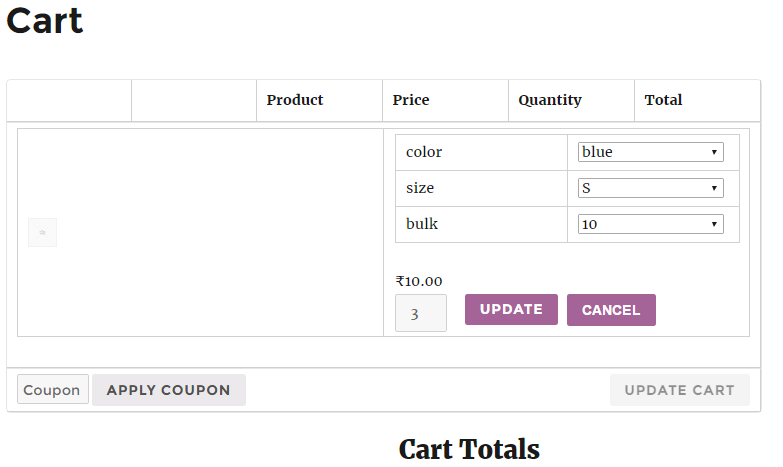 Cart
Product Price Quantity Total
color blue
size S
bulk 10
₹10.00
3 UPDATE CANCEL
Coupon APPLY COUPON UPDATE CART
Cart Totals